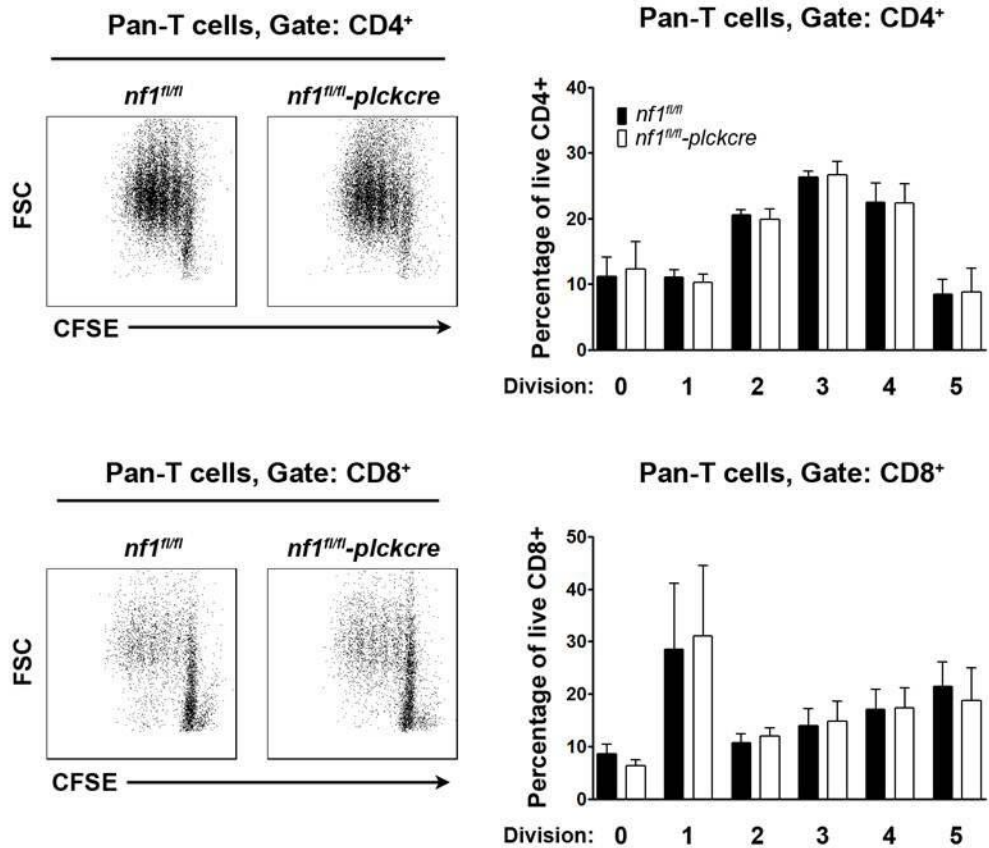 Pan-T cells, Gate: CD4+
nf1fl/fl
nf1fl/fl-plckcre
FSC
CFSE
Pan-T cells, Gate: CD4+
Percentage of live CD4+
40
30
20
10
0
nf1fl/fl
nf1fl/fl-plckcre
Division: 0 1 2 3 4 5
Pan-T cells, Gate: CD8+
nf1fl/fl
nf1fl/fl-plckcre
FSC
CFSE
Pan-T cells, Gate: CD8+
Percentage of live CD8+
50
40
30
20
10
0
Division: 0 1 2 3 4 5